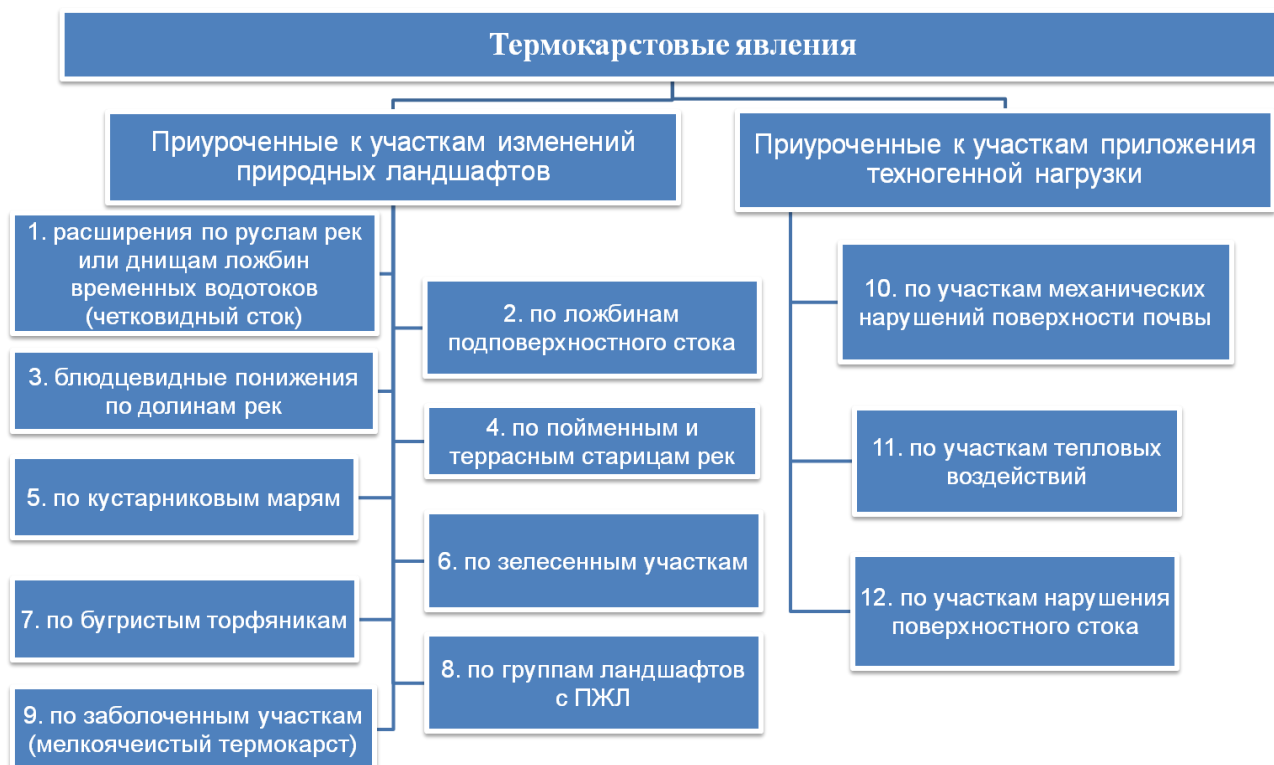 Термокарстовые явления
Приуроченные к участкам изменений
природных ландшафтов
Приуроченные к участкам приложения
техногенной нагрузки
1. расширения по руслам рек
или днищам ложбин
временных водотоков
(четковидный сток)
2. по ложбинам
подповерхностного стока
3. блюдцевидные понижения
по долинам рек
4. по пойменным и
террасным старицам рек
5. по кустарниковым марям
6. по зелесенным участкам
7. по бугристым торфяникам
8. по группам ландшафтов
с ПЖЛ
9. по заболоченным участкам
(мелкоячеистый термокарст)
10. по участкам механических
нарушений поверхности почвы
11. по участкам тепловых
воздействий
12. по участкам нарушения
поверхностного стока